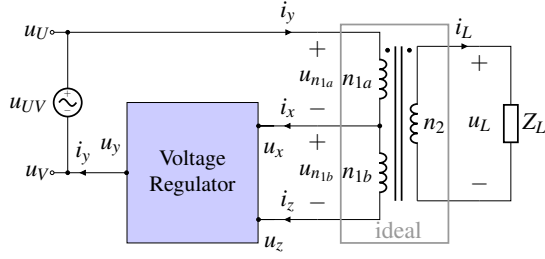 u_U
i_y
i_L
+
u_{n_{1a}}
n_{1a}
−
+
u_{UV}
u_y
i_x
u_x
n_2
u_L
Z_L
Voltage
Regulator
+
u_{n_{1b}}
n_{1b}
u_V
i_y
i_z
−
−
u_z
ideal